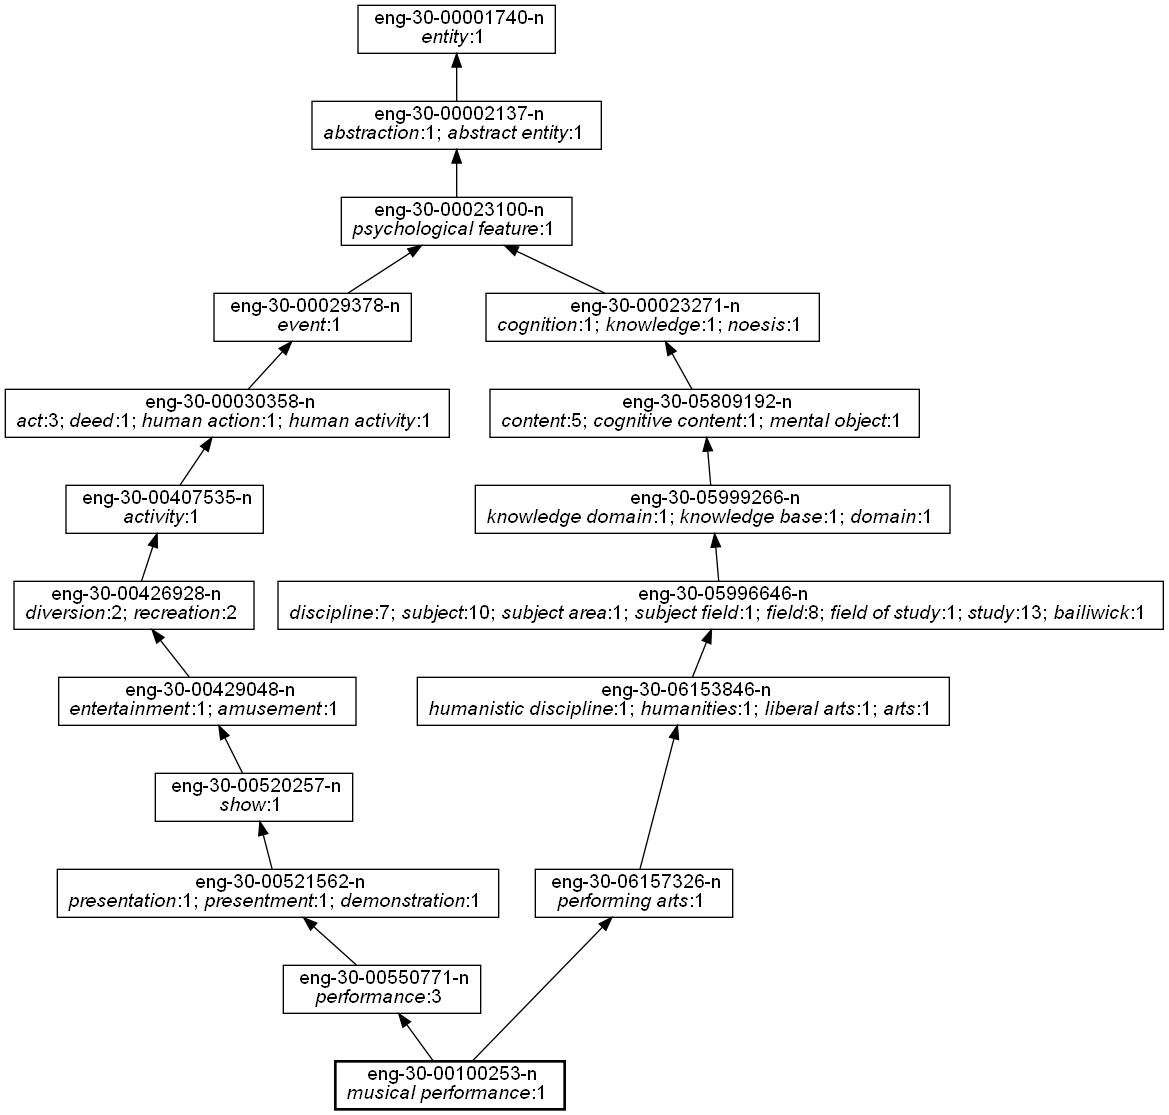 eng-30-00001740-n
entity:1
eng-30-00002137-n
abstraction:1; abstract entity:1
eng-30-00023100-n
psychological feature:1
eng-30-00029378-n
event:1
eng-30-00023271-n
cognition:1; knowledge:1; noesis:1
eng-30-00030358-n
act:3; deed:1; human action:1; human activity:1
eng-30-05809192-n
content:5; cognitive content:1; mental object:1
eng-30-00407535-n
activity:1
eng-30-05999266-n
knowledge domain:1; knowledge base:1; domain:1
eng-30-00426928-n
diversion:2; recreation:2
eng-30-05996646-n
discipline:7; subject:10; subject area:1; subject field:1; field:8; field of study:1; study:13; bailiwick:1
eng-30-00429048-n
entertainment:1; amusement:1
eng-30-06153846-n
humanistic discipline:1; humanities:1; liberal arts:1; arts:1
eng-30-00520257-n
show:1
eng-30-00521562-n
presentation:1; presentment:1; demonstration:1
eng-30-06157326-n
performing arts:1
eng-30-00550771-n
performance:3
eng-30-00100253-n
musical performance:1